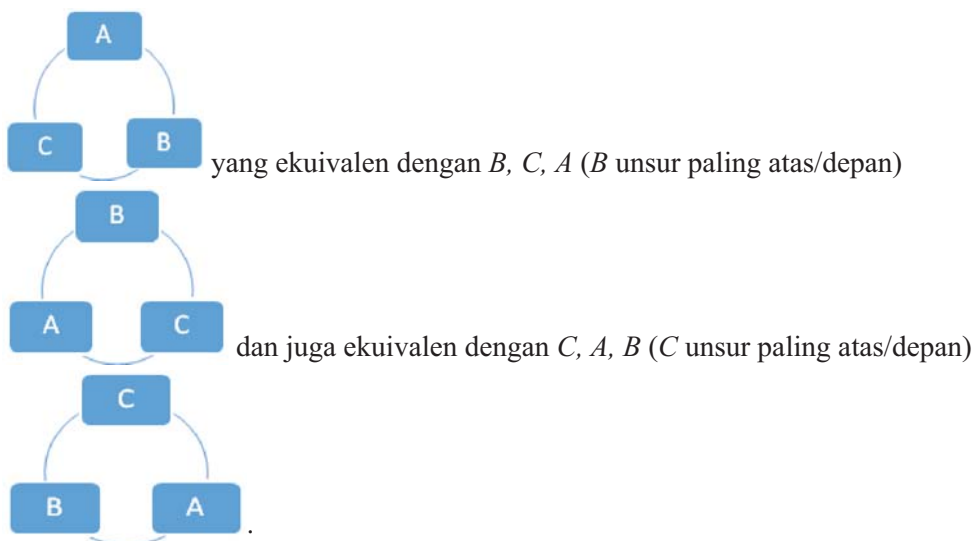 A
C B
yang ekuivalen dengan B, C, A (B unsur paling atas/depan)
B
A C
dan juga ekuivalen dengan C, A, B (C unsur paling atas/depan)
C
B A
.